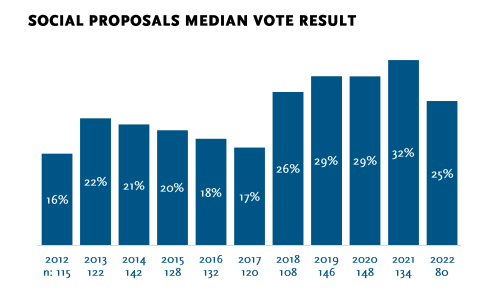 SOCIAL PROPOSALS MEDIAN VOTE RESULT
16% 22% 21% 20% 18% 17% 26% 29% 29% 32% 25%
2012 2013 2014 2015 2016 2017 2018 2019 2020 2021 2022
n: 115 122 142 128 132 120 108 146 148 134 80